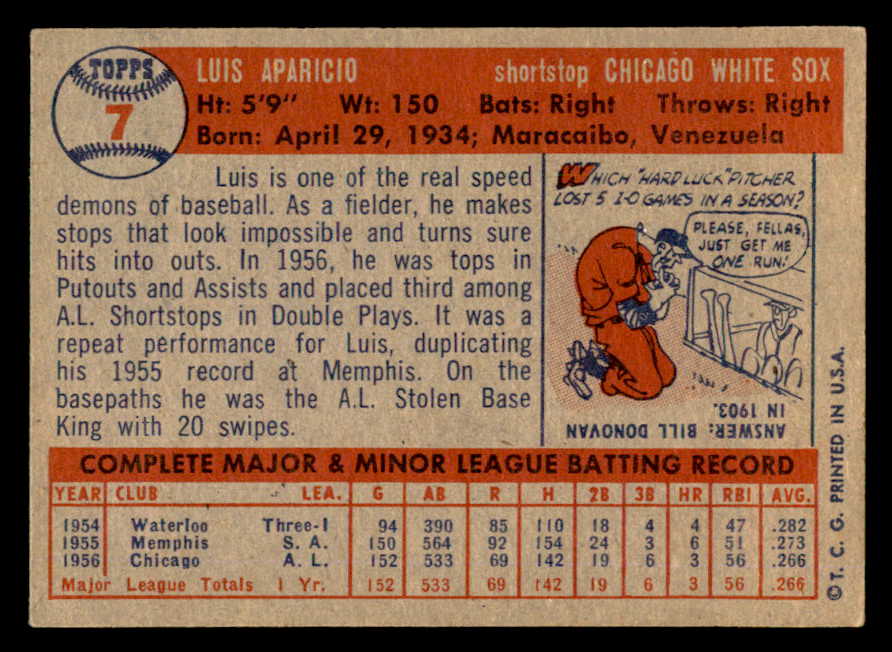 TOPPS
7
LUIS APARICIO shortstop CHICAGO WHITE SOX
Ht: 5'9" Wt: 150 Bats: Right Throws: Right
Born: April 29, 1934; Maracaibo, Venezuela
Luis is one of the real speed
demons of baseball. As a fielder, he makes
stops that look impossible and turns sure
hits into outs. In 1956, he was tops in
Putouts and Assists and placed third among
A.L. Shortstops in Double Plays. It was a
repeat performance for Luis, duplicating
his 1955 record at Memphis. On the
basepaths he was the A.L. Stolen Base
King with 20 swipes.
WHICH "HARD LUCK" PITCHER
LOST 5 1-0 GAMES IN A SEASON?
PLEASE, FELLAS,
JUST GET ME
ONE RUN!
ANSWER: BILL DONOVAN
IN 1903.
COMPLETE MAJOR & MINOR LEAGUE BATTING RECORD
YEAR CLUB LEA. G AB R H 2B 3B HR RBI AVG.
1954 Waterloo Three-I 94 390 85 110 18 4 4 47 .282
1955 Memphis S. A. 150 564 92 154 24 3 6 51 .273
1956 Chicago A. L. 152 533 69 142 19 6 3 56 .266
Major League Totals 1 Yr. 152 533 69 142 19 6 3 56 .266
©T. C. G. PRINTED IN U.S.A.